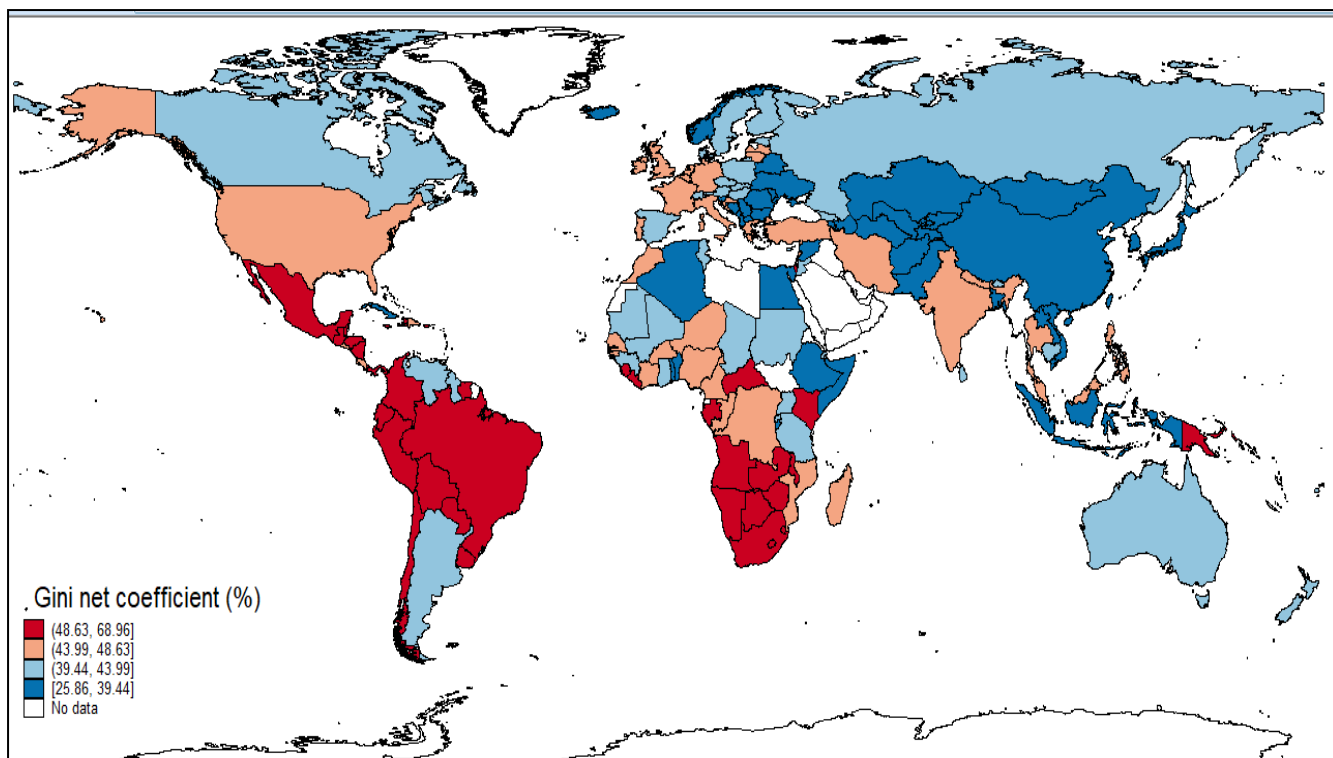 Gini net coefficient (%)
(48.63, 68.96]
(43.99, 48.63]
(39.44, 43.99]
[25.86, 39.44]
No data